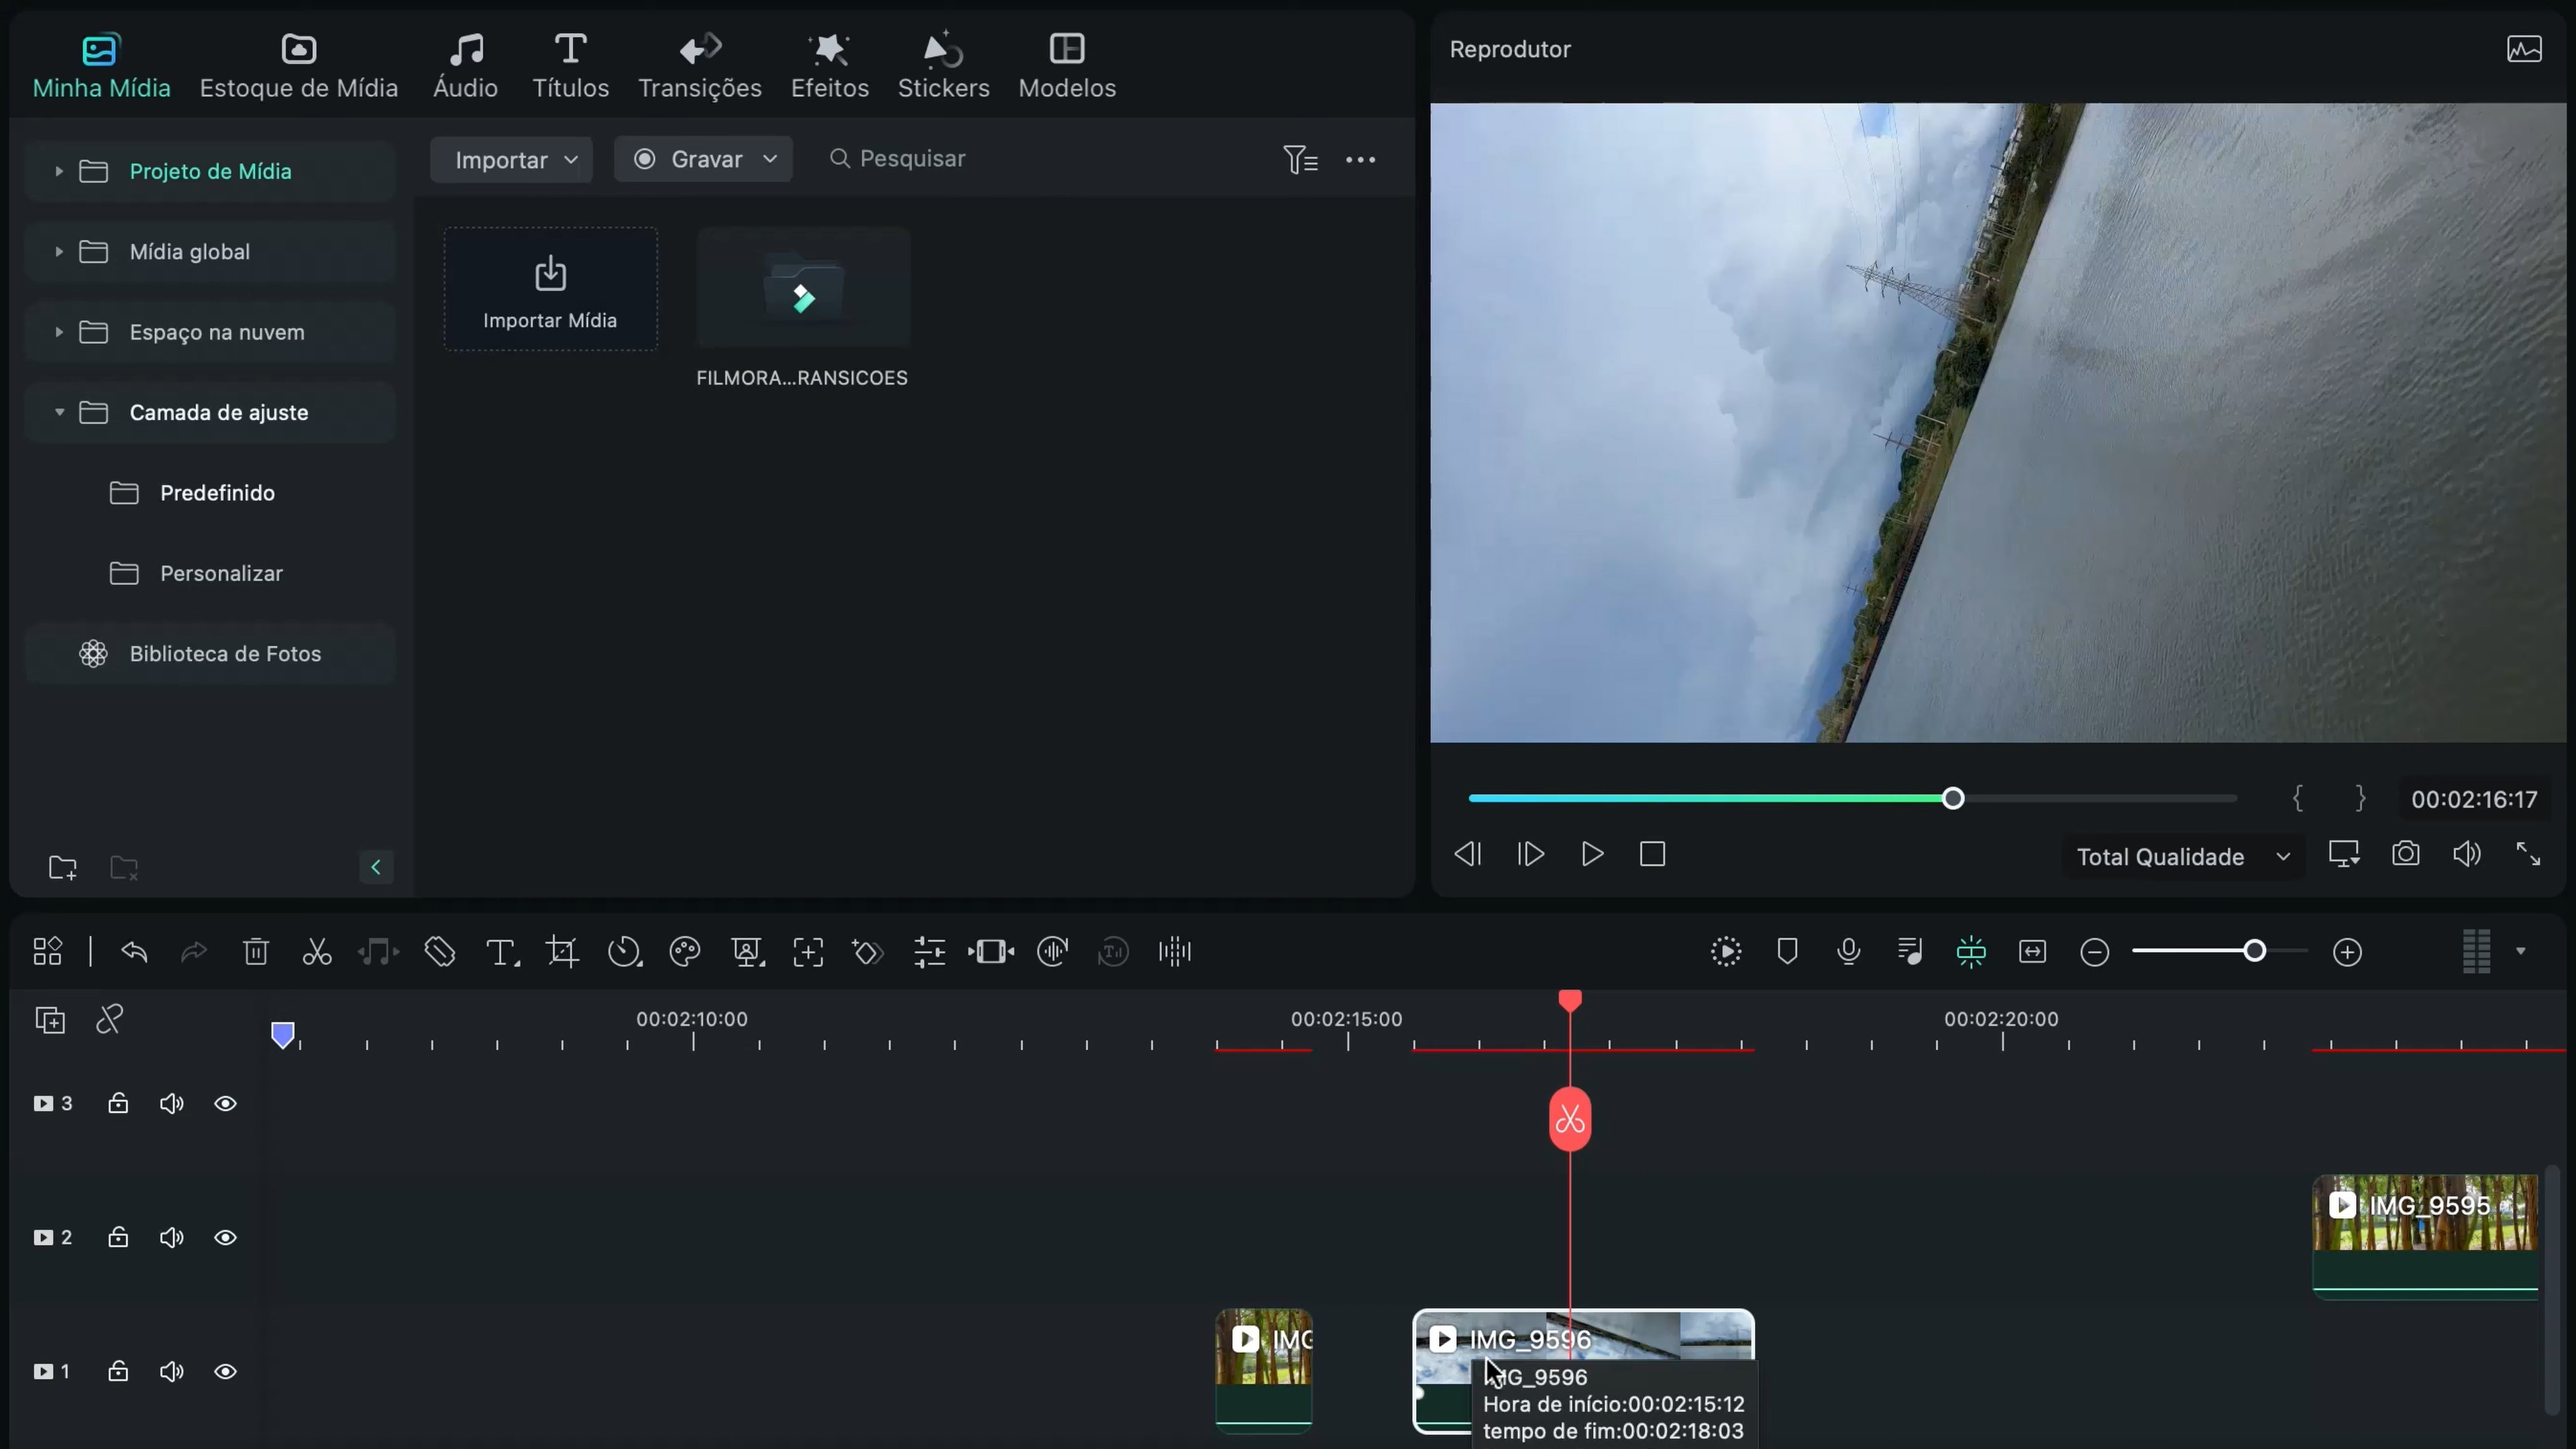 Minha Mídia
Estoque de Mídia
Áudio
Títulos
Transições
Efeitos
Stickers
Modelos
Reprodutor
Projeto de Mídia
Mídia global
Espaço na nuvem
Camada de ajuste
Predefinido
Personalizar
Biblioteca de Fotos
Importar
Gravar
Pesquisar
Importar Mídia
FILMORA...RANSICOES
{ } 00:02:16:17
Total Qualidade
00:02:10:00
00:02:15:00
00:02:20:00
3
2
IMG_9595
1
IMG
IMG_9596
IMG_9596
Hora de início:00:02:15:12
tempo de fim:00:02:18:03